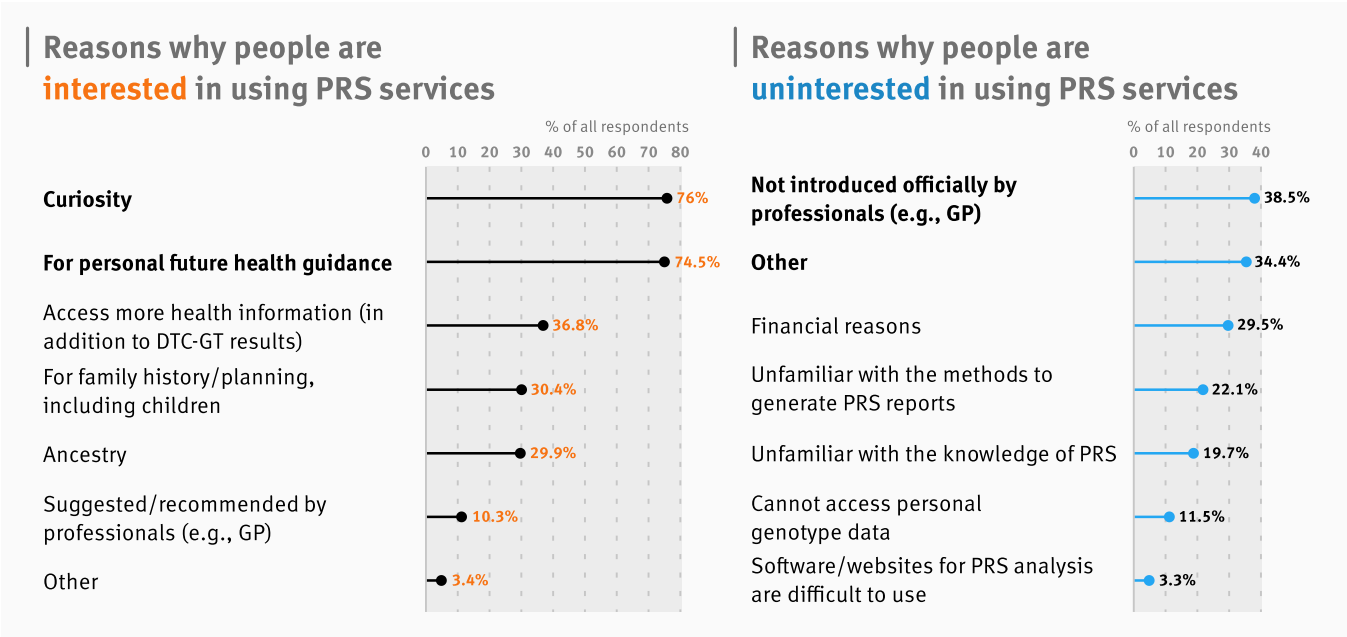 Reasons why people are
interested in using PRS services
% of all respondents
0 10 20 30 40 50 60 70 80
Curiosity 76%
For personal future health guidance 74.5%
Access more health information (in
addition to DTC-GT results) 36.8%
For family history/planning,
including children 30.4%
Ancestry 29.9%
Suggested/recommended by
professionals (e.g., GP) 10.3%
Other 3.4%
Reasons why people are
uninterested in using PRS services
% of all respondents
0 10 20 30 40
Not introduced officially by
professionals (e.g., GP) 38.5%
Other 34.4%
Financial reasons 29.5%
Unfamiliar with the methods to
generate PRS reports 22.1%
Unfamiliar with the knowledge of PRS 19.7%
Cannot access personal
genotype data 11.5%
Software/websites for PRS analysis
are difficult to use 3.3%